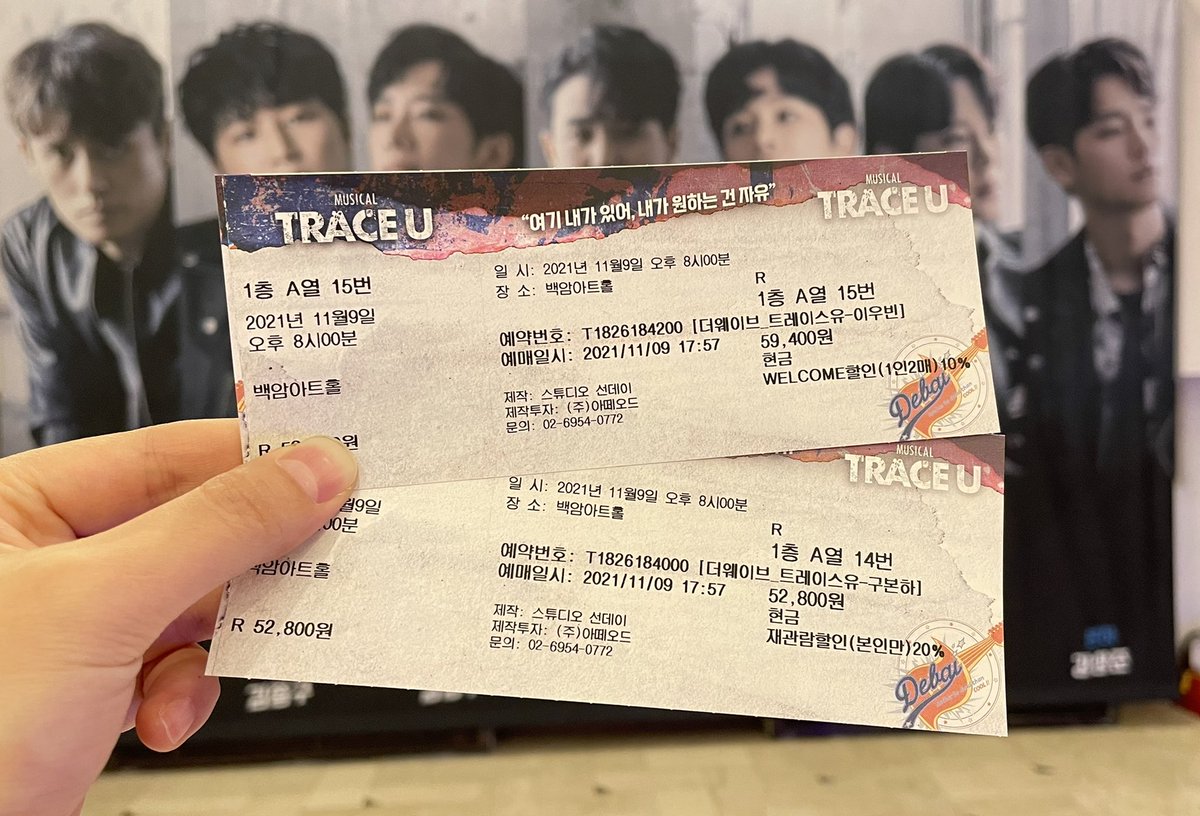 MUSICAL
TRACE U
"여기 내가 있어, 내가 원하는 건 자유"
MUSICAL
TRACE U
1층 A열 15번
2021년 11월9일
오후 8시00분
백암아트홀
일 시: 2021년 11월9일 오후 8시00분
장 소: 백암아트홀
예약번호: T1826184200 [더웨이브_트레이스유-이우빈]
예매일시: 2021/11/09 17:57
제작: 스튜디오 선데이
제작투자: (주)아떼오드
문의: 02-6954-0772
R
1층 A열 15번
59,400원
현금
WELCOME할인(1인2매)10%
Debai
MUSICAL
TRACE U
월9일
00분
백암아트홀
R 52,800원
일 시: 2021년 11월9일 오후 8시00분
장 소: 백암아트홀
예약번호: T1826184000 [더웨이브_트레이스유-구본하]
예매일시: 2021/11/09 17:57
제작: 스튜디오 선데이
제작투자: (주)아떼오드
문의: 02-6954-0772
R
1층 A열 14번
52,800원
현금
재관람할인(본인만)20%
Debai
COOL